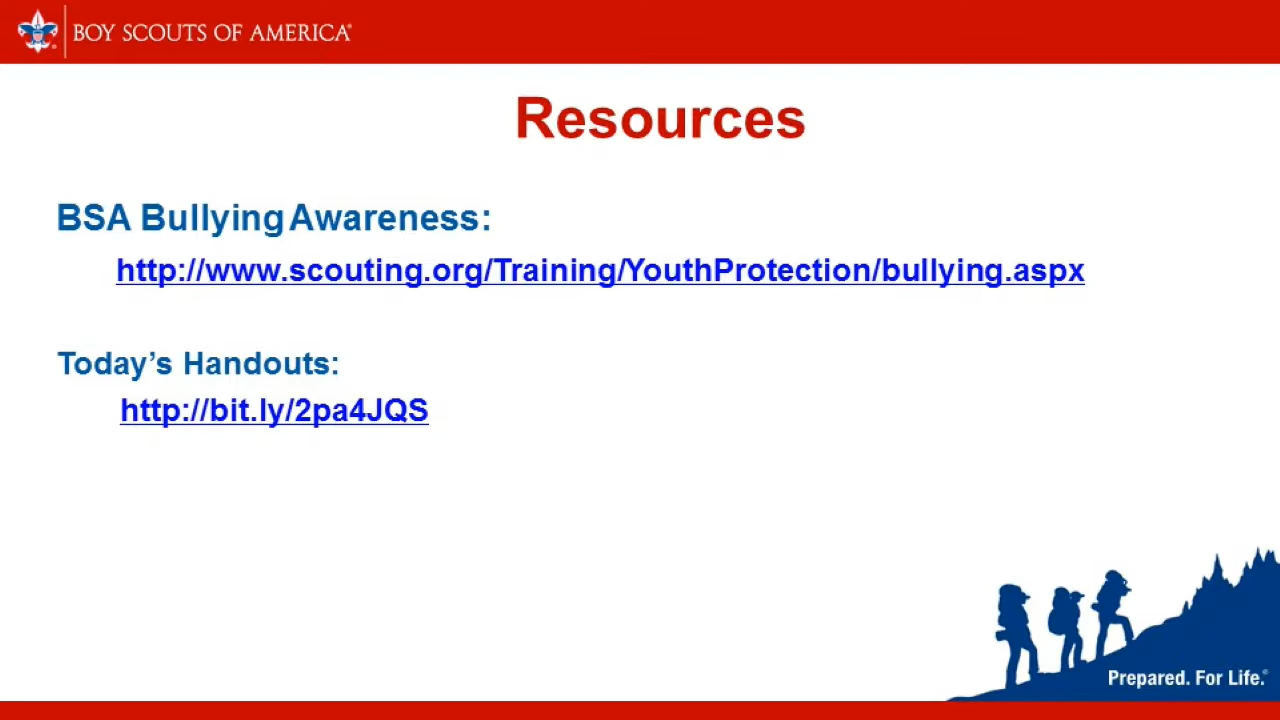 BOY SCOUTS OF AMERICA®
Resources
BSA Bullying Awareness:
http://www.scouting.org/Training/YouthProtection/bullying.aspx
Today’s Handouts:
http://bit.ly/2pa4JQS
Prepared. For Life.®